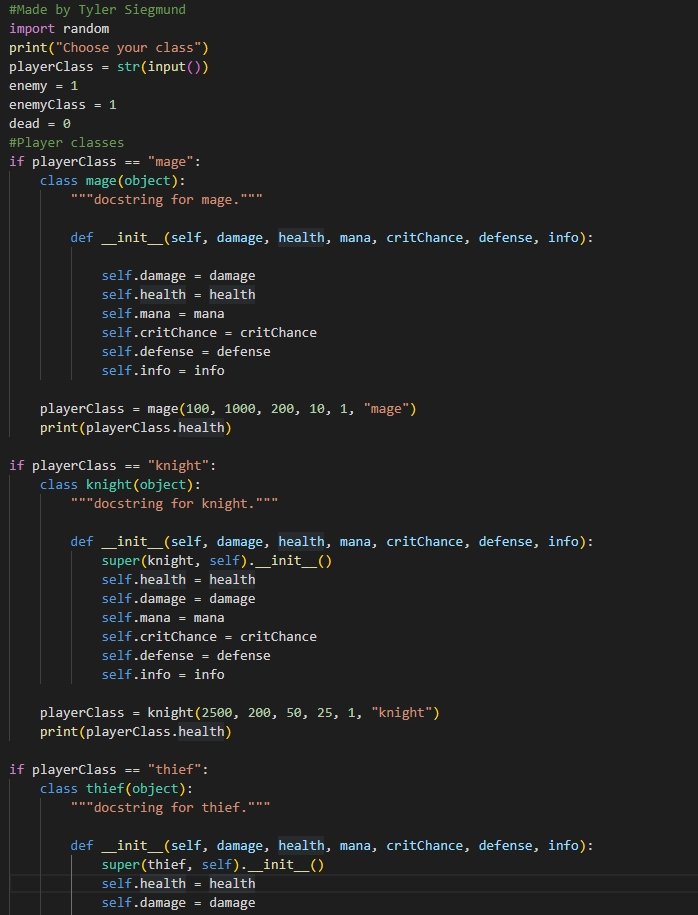 #Made by Tyler Siegmund
import random
print("Choose your class")
playerClass = str(input())
enemy = 1
enemyClass = 1
dead = 0
#Player classes
if playerClass == "mage":
    class mage(object):
        """docstring for mage."""

        def __init__(self, damage, health, mana, critChance, defense, info):

            self.damage = damage
            self.health = health
            self.mana = mana
            self.critChance = critChance
            self.defense = defense
            self.info = info

    playerClass = mage(100, 1000, 200, 10, 1, "mage")
    print(playerClass.health)

if playerClass == "knight":
    class knight(object):
        """docstring for knight."""

        def __init__(self, damage, health, mana, critChance, defense, info):
            super(knight, self).__init__()
            self.health = health
            self.damage = damage
            self.mana = mana
            self.critChance = critChance
            self.defense = defense
            self.info = info

    playerClass = knight(2500, 200, 50, 25, 1, "knight")
    print(playerClass.health)

if playerClass == "thief":
    class thief(object):
        """docstring for thief."""

        def __init__(self, damage, health, mana, critChance, defense, info):
            super(thief, self).__init__()
            self.health = health
            self.damage = damage